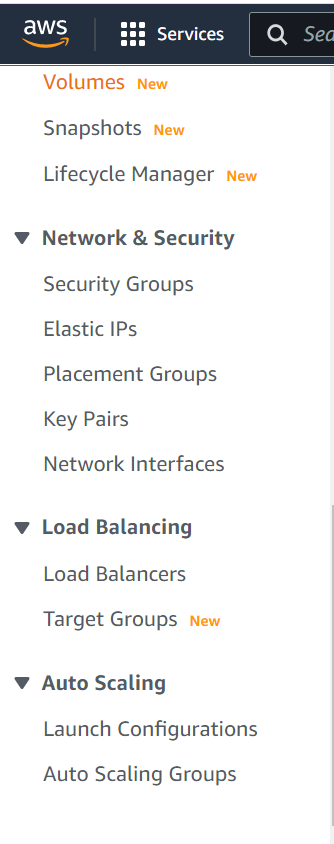 aws
Services
Volumes New
Snapshots New
Lifecycle Manager New
Network & Security
Security Groups
Elastic IPs
Placement Groups
Key Pairs
Network Interfaces
Load Balancing
Load Balancers
Target Groups New
Auto Scaling
Launch Configurations
Auto Scaling Groups